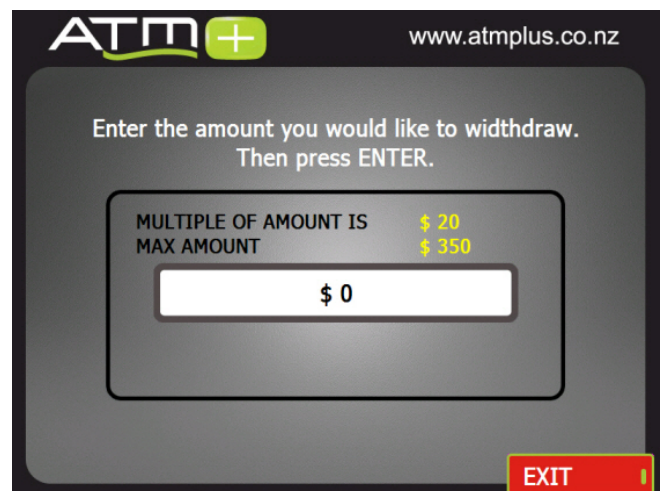 ATM+ www.atmplus.co.nz
Enter the amount you would like to widthdraw.
Then press ENTER.
MULTIPLE OF AMOUNT IS $ 20
MAX AMOUNT $ 350
$ 0
EXIT